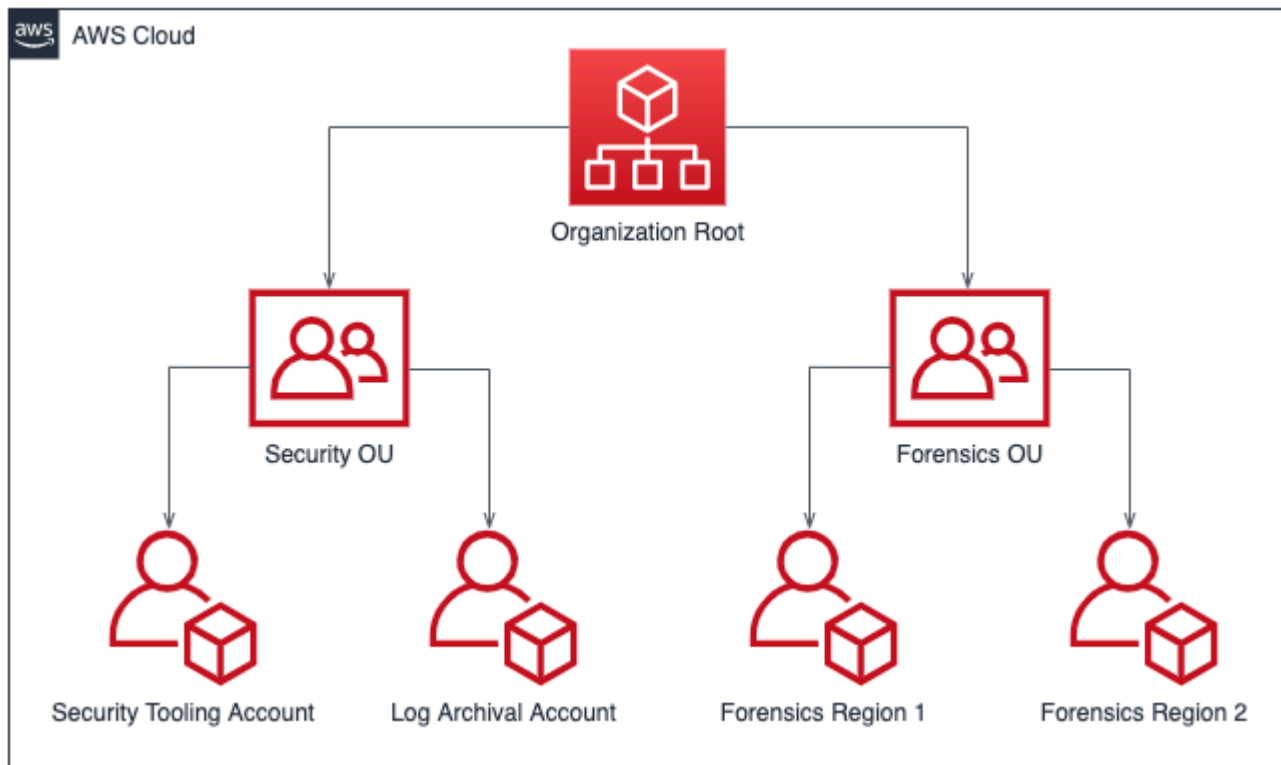 aws
AWS Cloud
Organization Root
Security OU
Forensics OU
Security Tooling Account
Log Archival Account
Forensics Region 1
Forensics Region 2